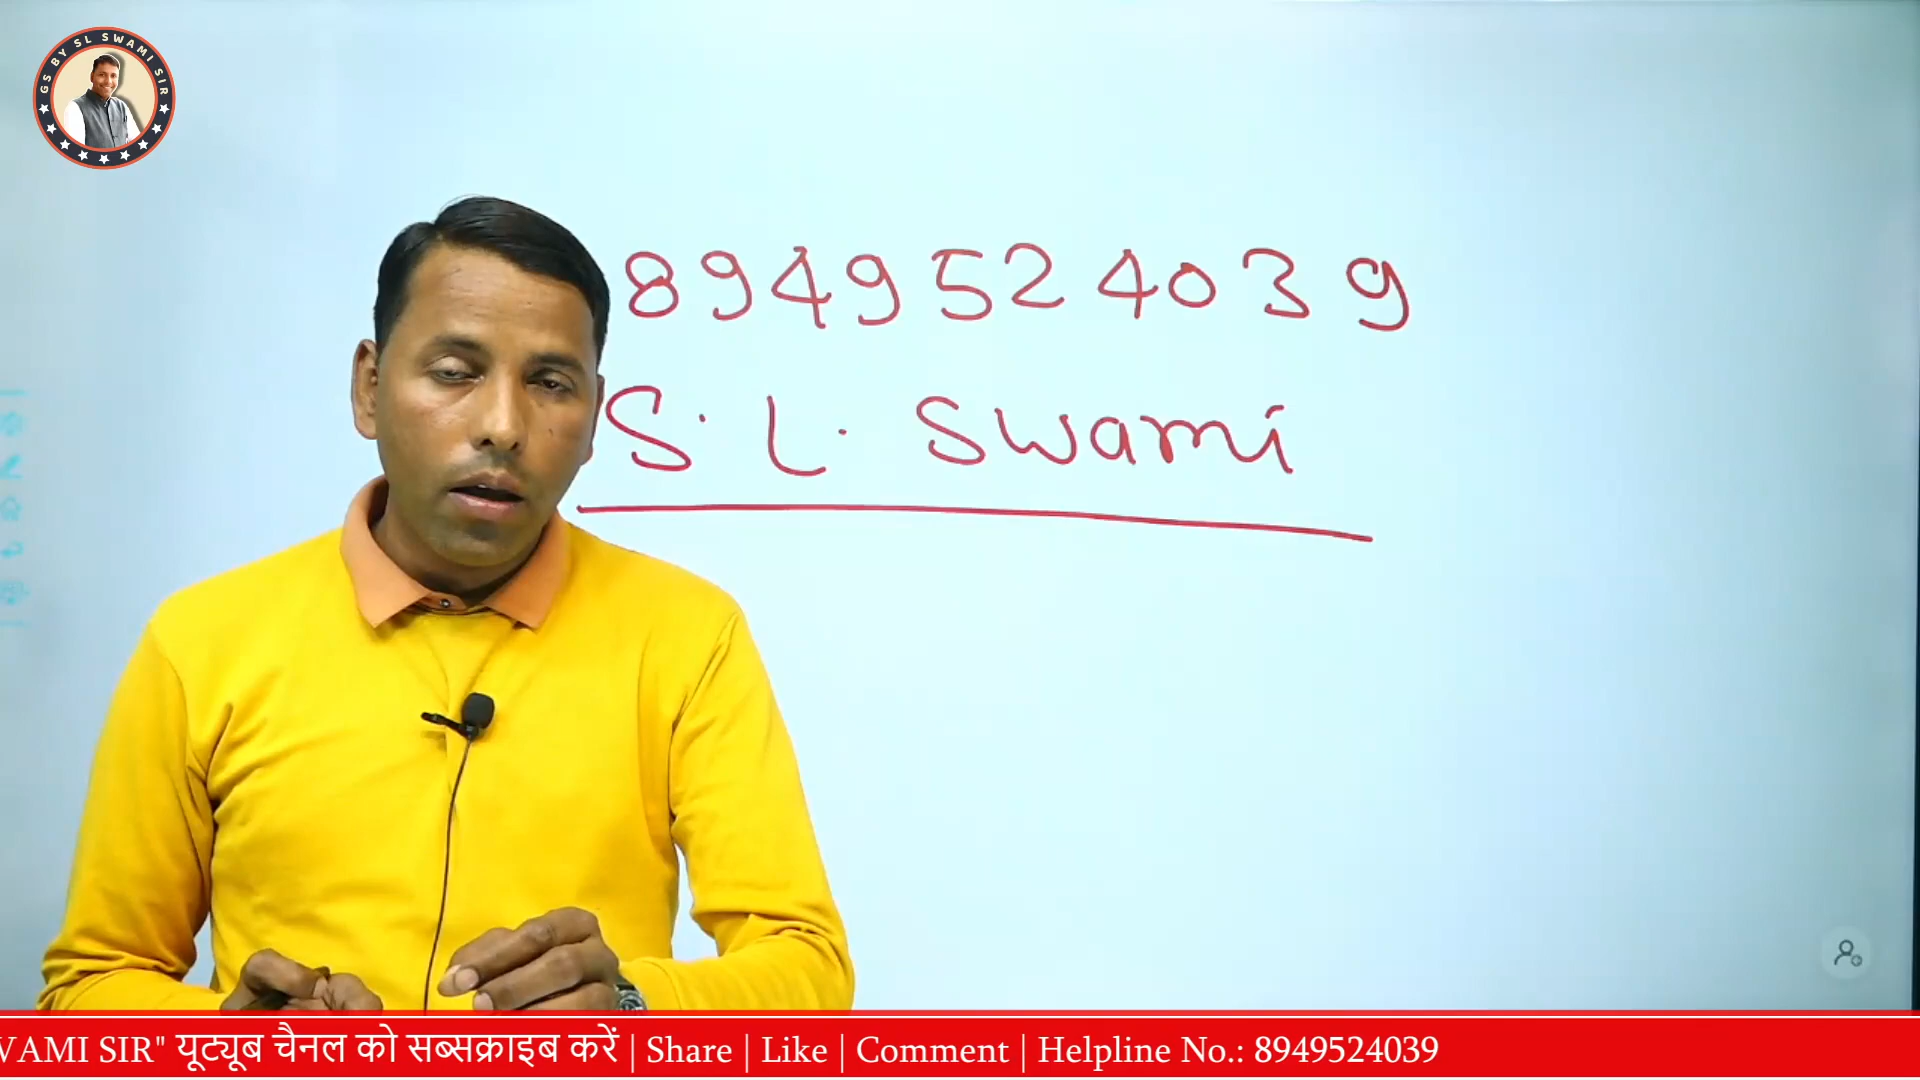 GS BY SL SWAMI SIR
8949524039
S. L. Swami
VAMI SIR" यूट्यूब चैनल को सब्सक्राइब करें | Share | Like | Comment | Helpline No.: 8949524039